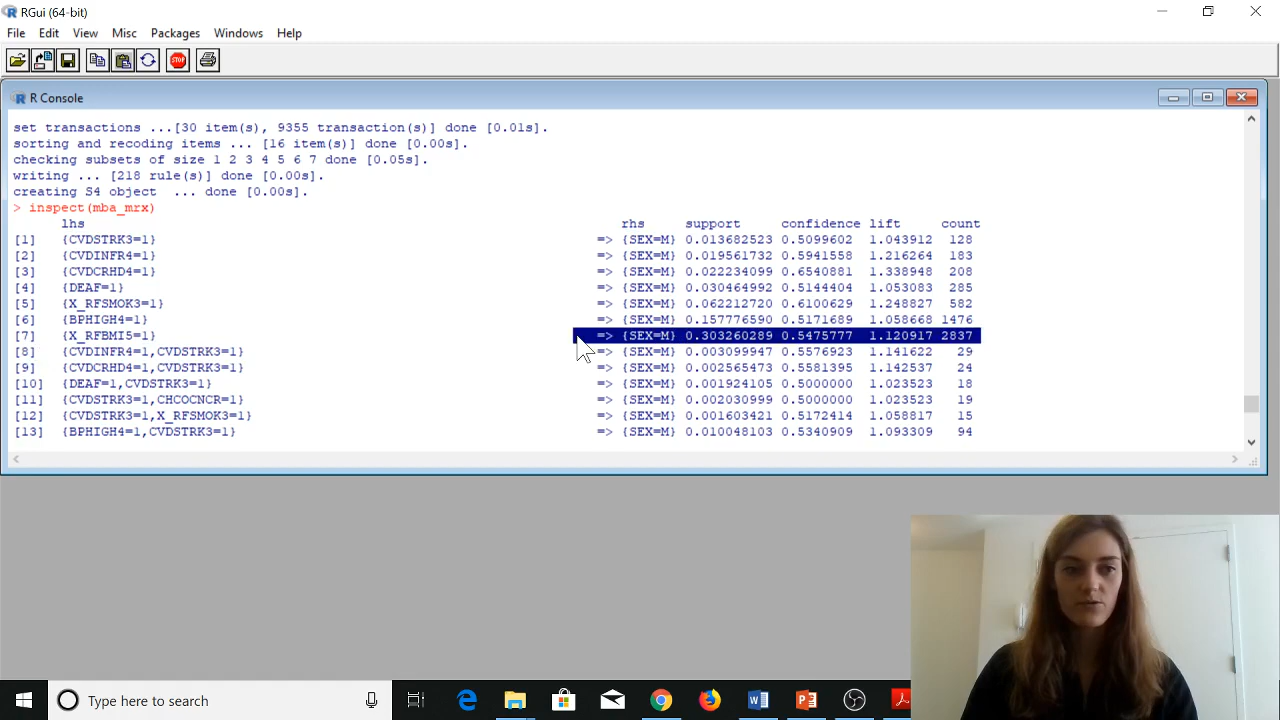 RGui (64-bit)
File Edit View Misc Packages Windows Help
STOP
R Console
set transactions ...[30 item(s), 9355 transaction(s)] done [0.01s].
sorting and recoding items ... [16 item(s)] done [0.00s].
checking subsets of size 1 2 3 4 5 6 7 done [0.05s].
writing ... [218 rule(s)] done [0.00s].
creating S4 object  ... done [0.00s].
> inspect(mba_mrx)
lhs rhs support confidence lift count
[1] {CVDSTRK3=1} => {SEX=M} 0.013682523 0.5099602 1.043912 128
[2] {CVDINFR4=1} => {SEX=M} 0.019561732 0.5941558 1.216264 183
[3] {CVDCRHD4=1} => {SEX=M} 0.022234099 0.6540881 1.338948 208
[4] {DEAF=1} => {SEX=M} 0.030464992 0.5144404 1.053083 285
[5] {X_RFSMOK3=1} => {SEX=M} 0.062212720 0.6100629 1.248827 582
[6] {BPHIGH4=1} => {SEX=M} 0.157776590 0.5171689 1.058668 1476
[7] {X_RFBMI5=1} => {SEX=M} 0.303260289 0.5475777 1.120917 2837
[8] {CVDINFR4=1,CVDSTRK3=1} => {SEX=M} 0.003099947 0.5576923 1.141622 29
[9] {CVDCRHD4=1,CVDSTRK3=1} => {SEX=M} 0.002565473 0.5581395 1.142537 24
[10] {DEAF=1,CVDSTRK3=1} => {SEX=M} 0.001924105 0.5000000 1.023523 18
[11] {CVDSTRK3=1,CHCOCNCR=1} => {SEX=M} 0.002030999 0.5000000 1.023523 19
[12] {CVDSTRK3=1,X_RFSMOK3=1} => {SEX=M} 0.001603421 0.5172414 1.058817 15
[13] {BPHIGH4=1,CVDSTRK3=1} => {SEX=M} 0.010048103 0.5340909 1.093309 94
Type here to search